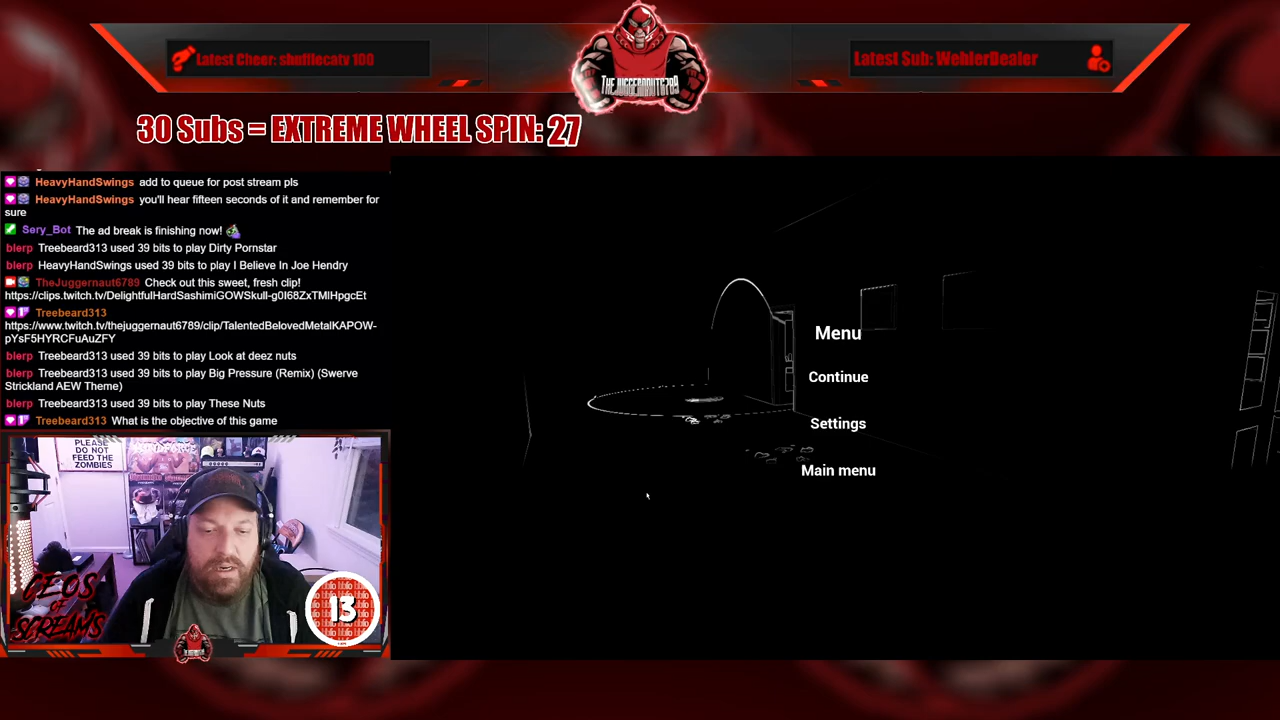 Latest Cheer: shufflecatv 100
THEJUGGERNAUT6789
Latest Sub: WehlerDealer
30 Subs = EXTREME WHEEL SPIN: 27
HeavyHandSwings add to queue for post stream pls
HeavyHandSwings you'll hear fifteen seconds of it and remember for
sure
Sery_Bot The ad break is finishing now!
blerp Treebeard313 used 39 bits to play Dirty Pornstar
blerp HeavyHandSwings used 39 bits to play I Believe In Joe Hendry
TheJuggernaut6789 Check out this sweet, fresh clip!
https://clips.twitch.tv/DelightfulHardSashimiGOWSkull-g0I68ZxTMlHpgcEt
Treebeard313
https://www.twitch.tv/thejuggernaut6789/clip/TalentedBelovedMetalKAPOW-
pYsF5HYRCFuAuZFY
blerp Treebeard313 used 39 bits to play Look at deez nuts
blerp Treebeard313 used 39 bits to play Big Pressure (Remix) (Swerve
Strickland AEW Theme)
blerp Treebeard313 used 39 bits to play These Nuts
Treebeard313 What is the objective of this game
Menu
Continue
Settings
Main menu
PLEASE
DO NOT
FEED THE
ZOMBIES
CEOS
OF
SCREAMS
13